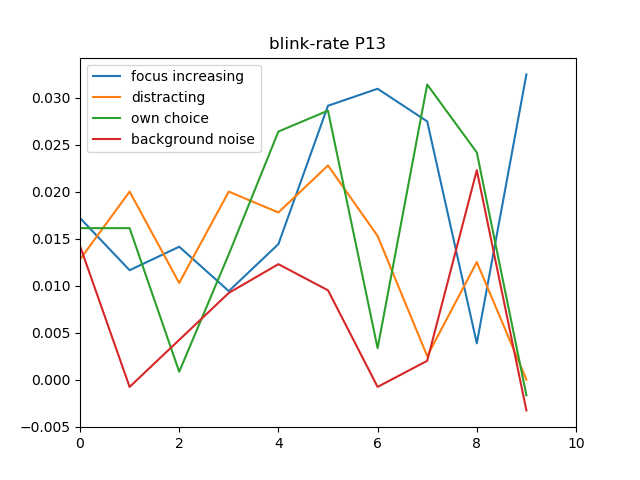 blink-rate P13
focus increasing
distracting
own choice
background noise
0.030
0.025
0.020
0.015
0.010
0.005
0.000
−0.005
0 2 4 6 8 10